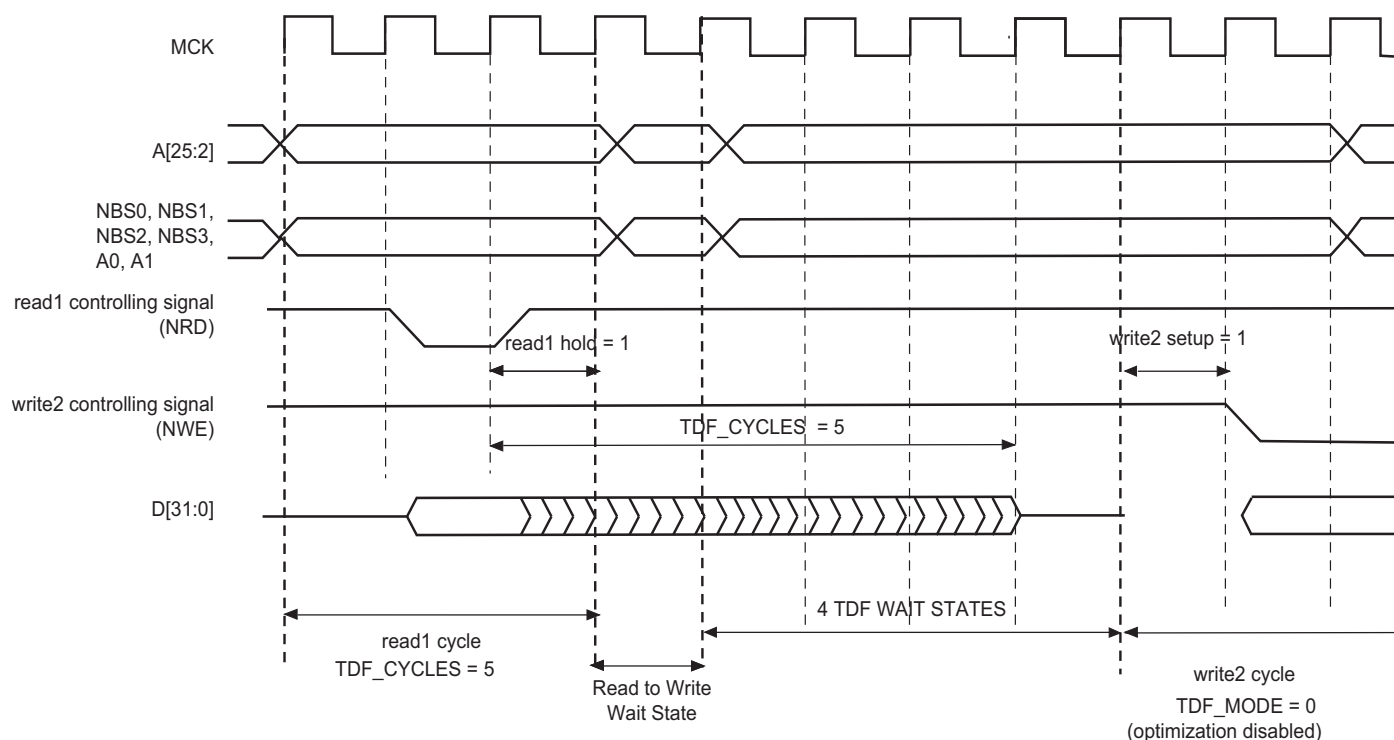 MCK
A[25:2]
NBS0, NBS1,
NBS2, NBS3,
A0, A1
read1 controlling signal
(NRD)
read1 hold = 1
write2 setup = 1
write2 controlling signal
(NWE)
TDF_CYCLES = 5
D[31:0]
4 TDF WAIT STATES
read1 cycle
TDF_CYCLES = 5
Read to Write
Wait State
write2 cycle
TDF_MODE = 0
(optimization disabled)